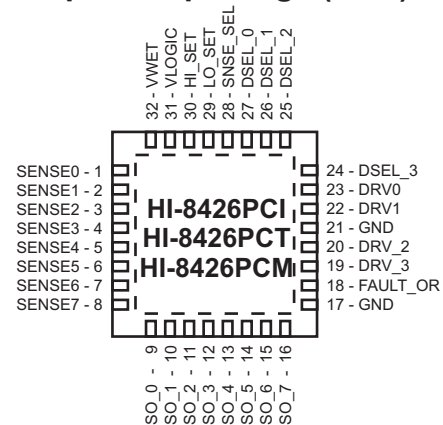 32 - VWET
31 - VLOGIC
30 - HI_SET
29 - LO_SET
28 - SNSE_SEL
27 - DSEL_0
26 - DSEL_1
25 - DSEL_2
SENSE0 - 1
SENSE1 - 2
SENSE2 - 3
SENSE3 - 4
SENSE4 - 5
SENSE5 - 6
SENSE6 - 7
SENSE7 - 8
HI-8426PCI
HI-8426PCT
HI-8426PCM
24 - DSEL_3
23 - DRV0
22 - DRV1
21 - GND
20 - DRV_2
19 - DRV_3
18 - FAULT_OR
17 - GND
SO_0 - 9
SO_1 - 10
SO_2 - 11
SO_3 - 12
SO_4 - 13
SO_5 - 14
SO_6 - 15
SO_7 - 16